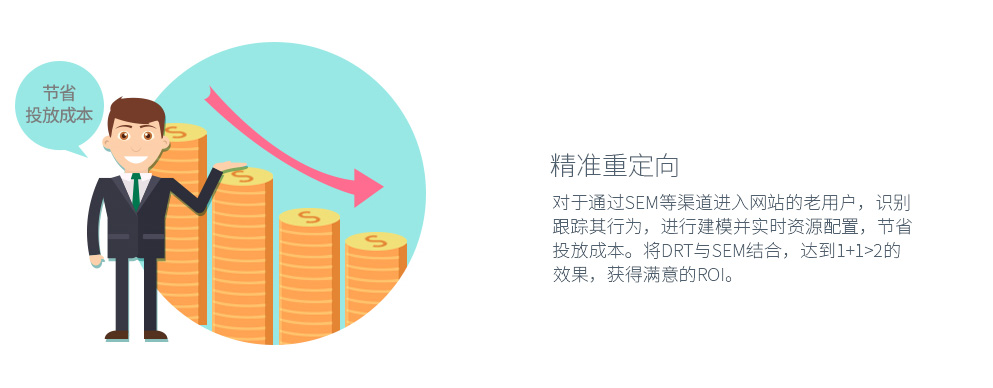 节省
投放成本
精准重定向
对于通过SEM等渠道进入网站的老用户，识别
跟踪其行为，进行建模并实时资源配置，节省
投放成本。将DRT与SEM结合，达到1+1>2的
效果，获得满意的ROI。